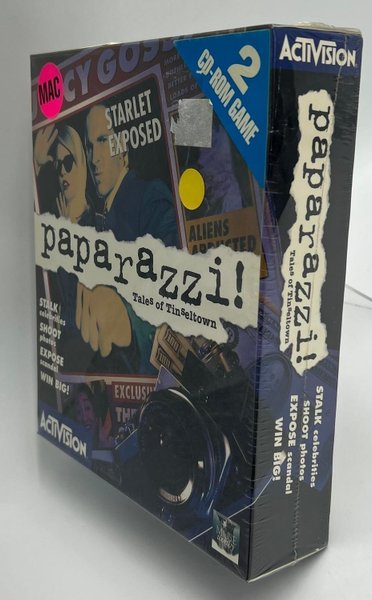 MAC
CY GOSS
2
CD-ROM GAME
STARLET
EXPOSED
ALIENS
paparazzi!
Tales of Tinseltown
STALK
celebrities
SHOOT
photos
EXPOSE
scandal
WIN BIG!
EXCLUSI
THE
ACTIVISION
ACTIVISION
paparazzi!
Tales of Tinseltown
STALK celebrities
SHOOT photos
EXPOSE scandal
WIN BIG!